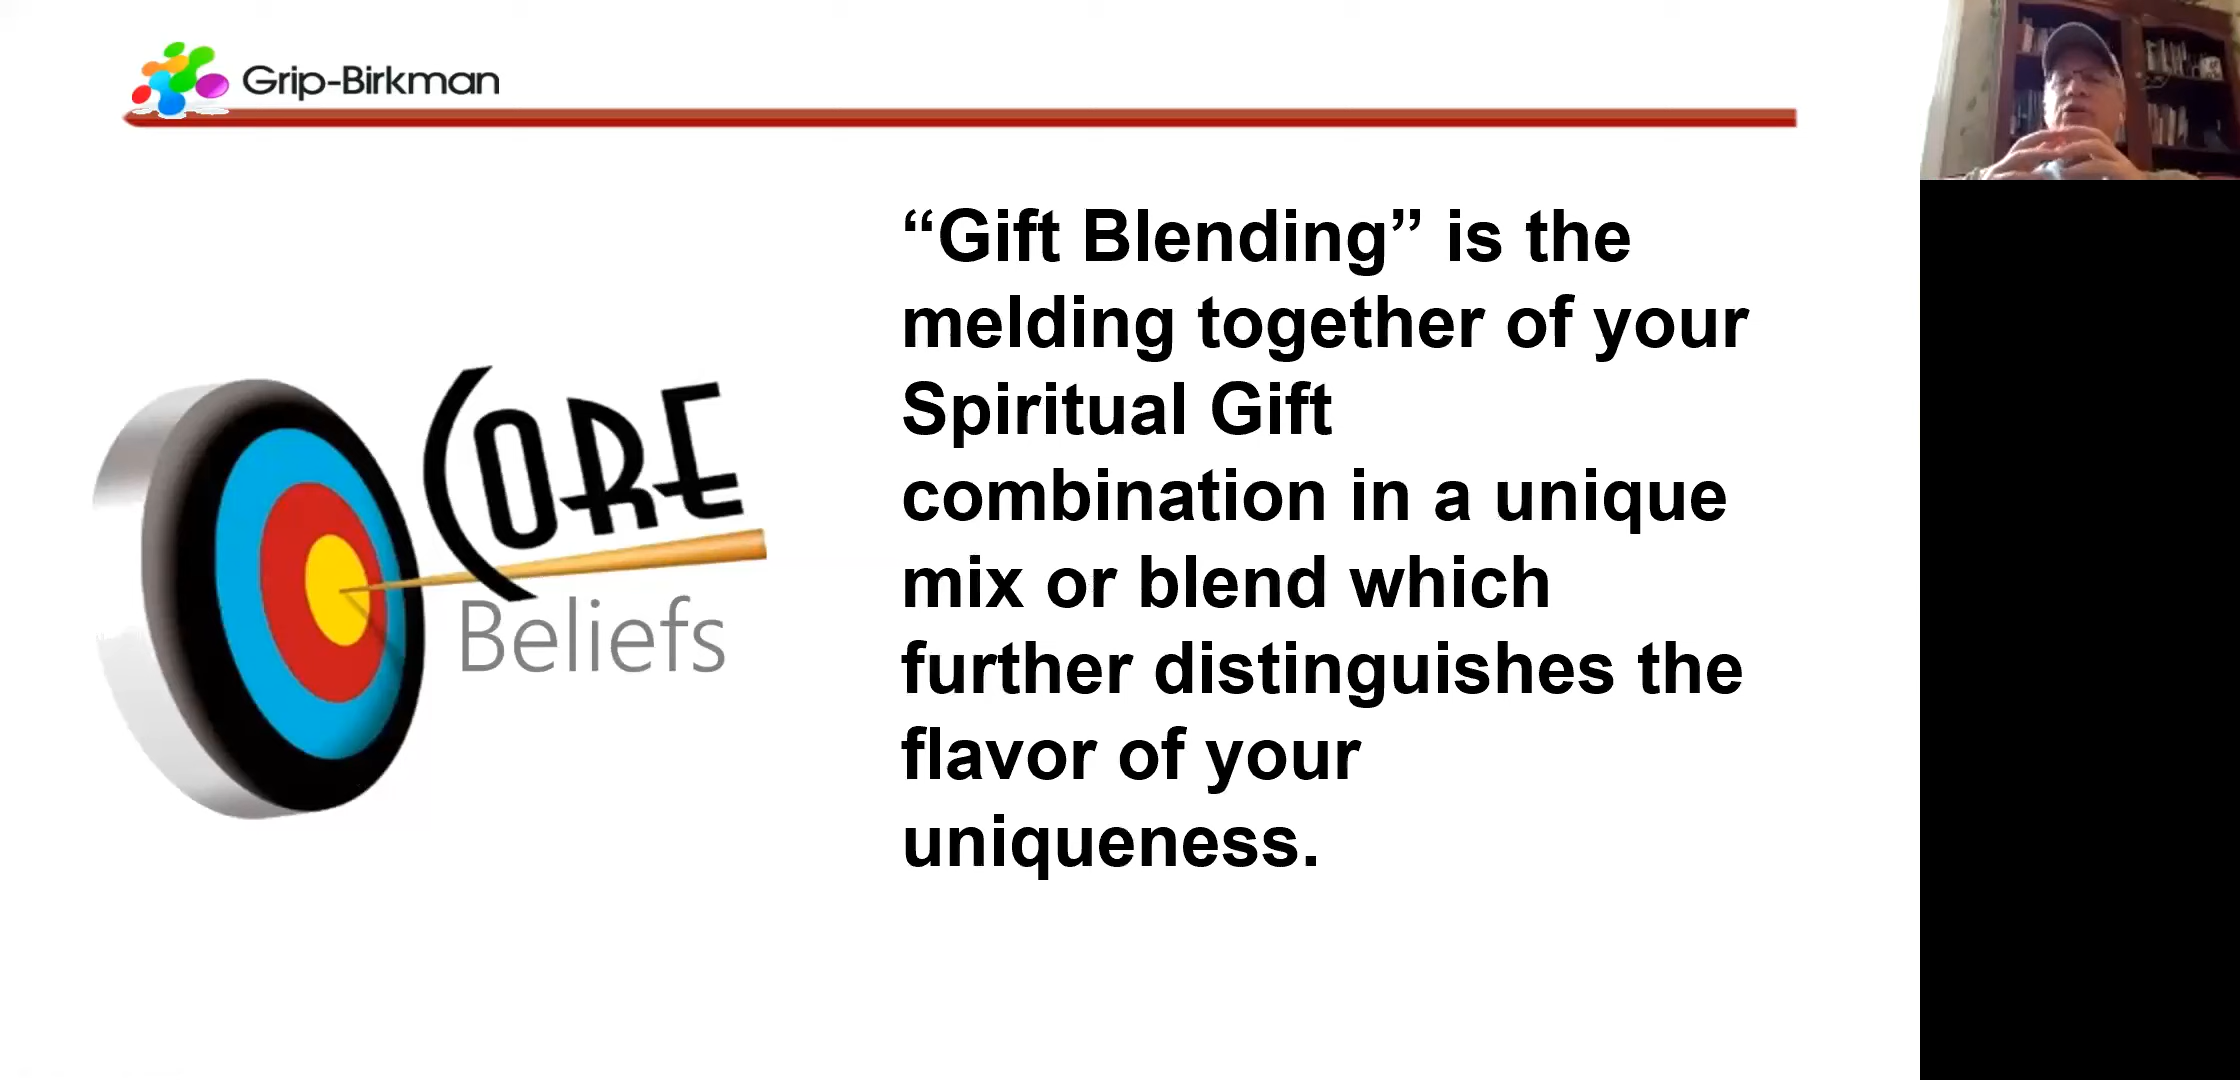 Grip-Birkman
“Gift Blending” is the
melding together of your
Spiritual Gift
combination in a unique
mix or blend which
further distinguishes the
flavor of your
uniqueness.
CORE
Beliefs